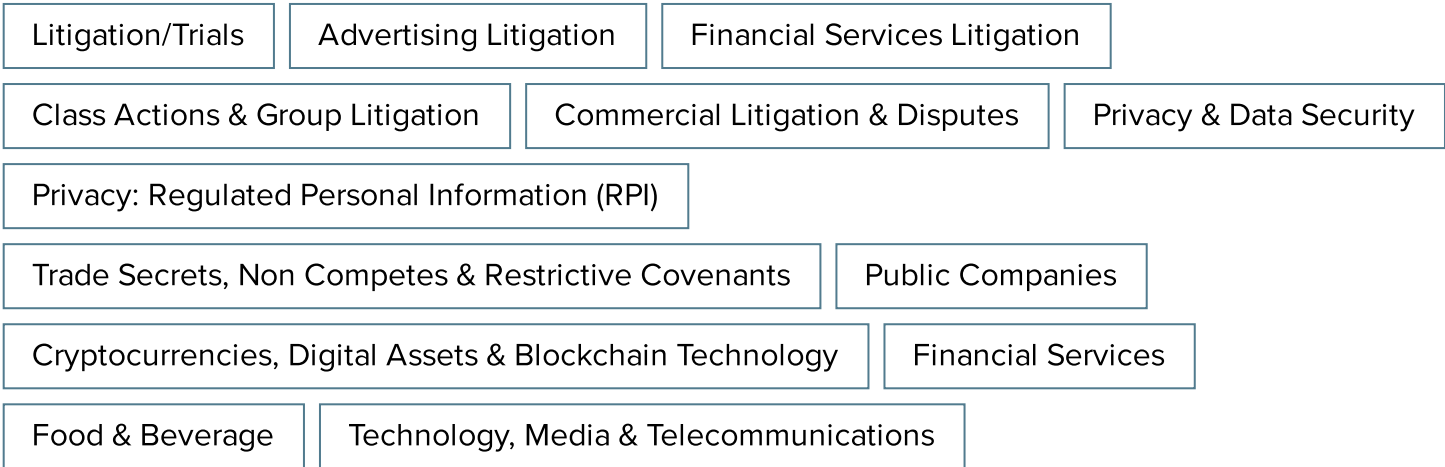 Litigation/Trials Advertising Litigation Financial Services Litigation
Class Actions & Group Litigation Commercial Litigation & Disputes Privacy & Data Security
Privacy: Regulated Personal Information (RPI)
Trade Secrets, Non Competes & Restrictive Covenants Public Companies
Cryptocurrencies, Digital Assets & Blockchain Technology Financial Services
Food & Beverage Technology, Media & Telecommunications